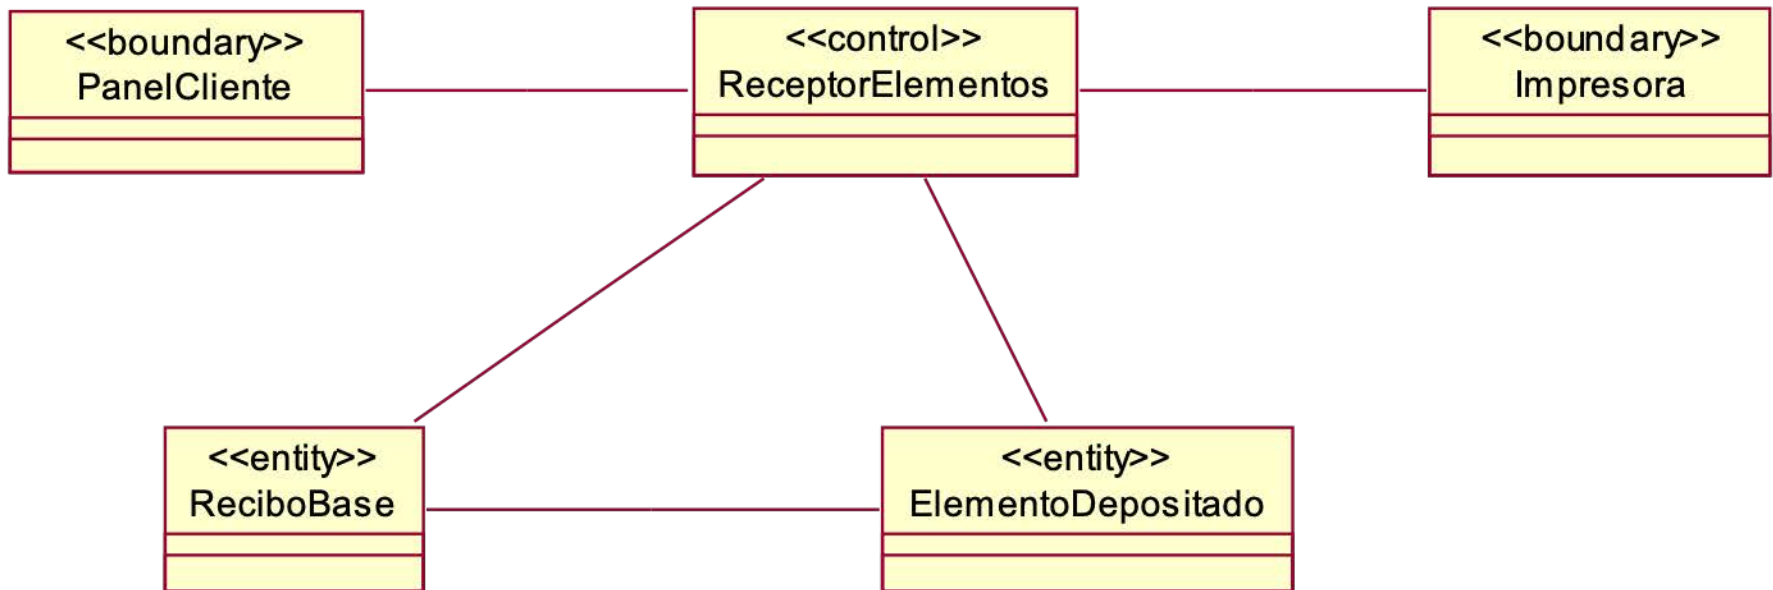 <<boundary>>
PanelCliente
<<control>>
ReceptorElementos
<<boundary>>
Impresora
<<entity>>
ReciboBase
<<entity>>
ElementoDepositado